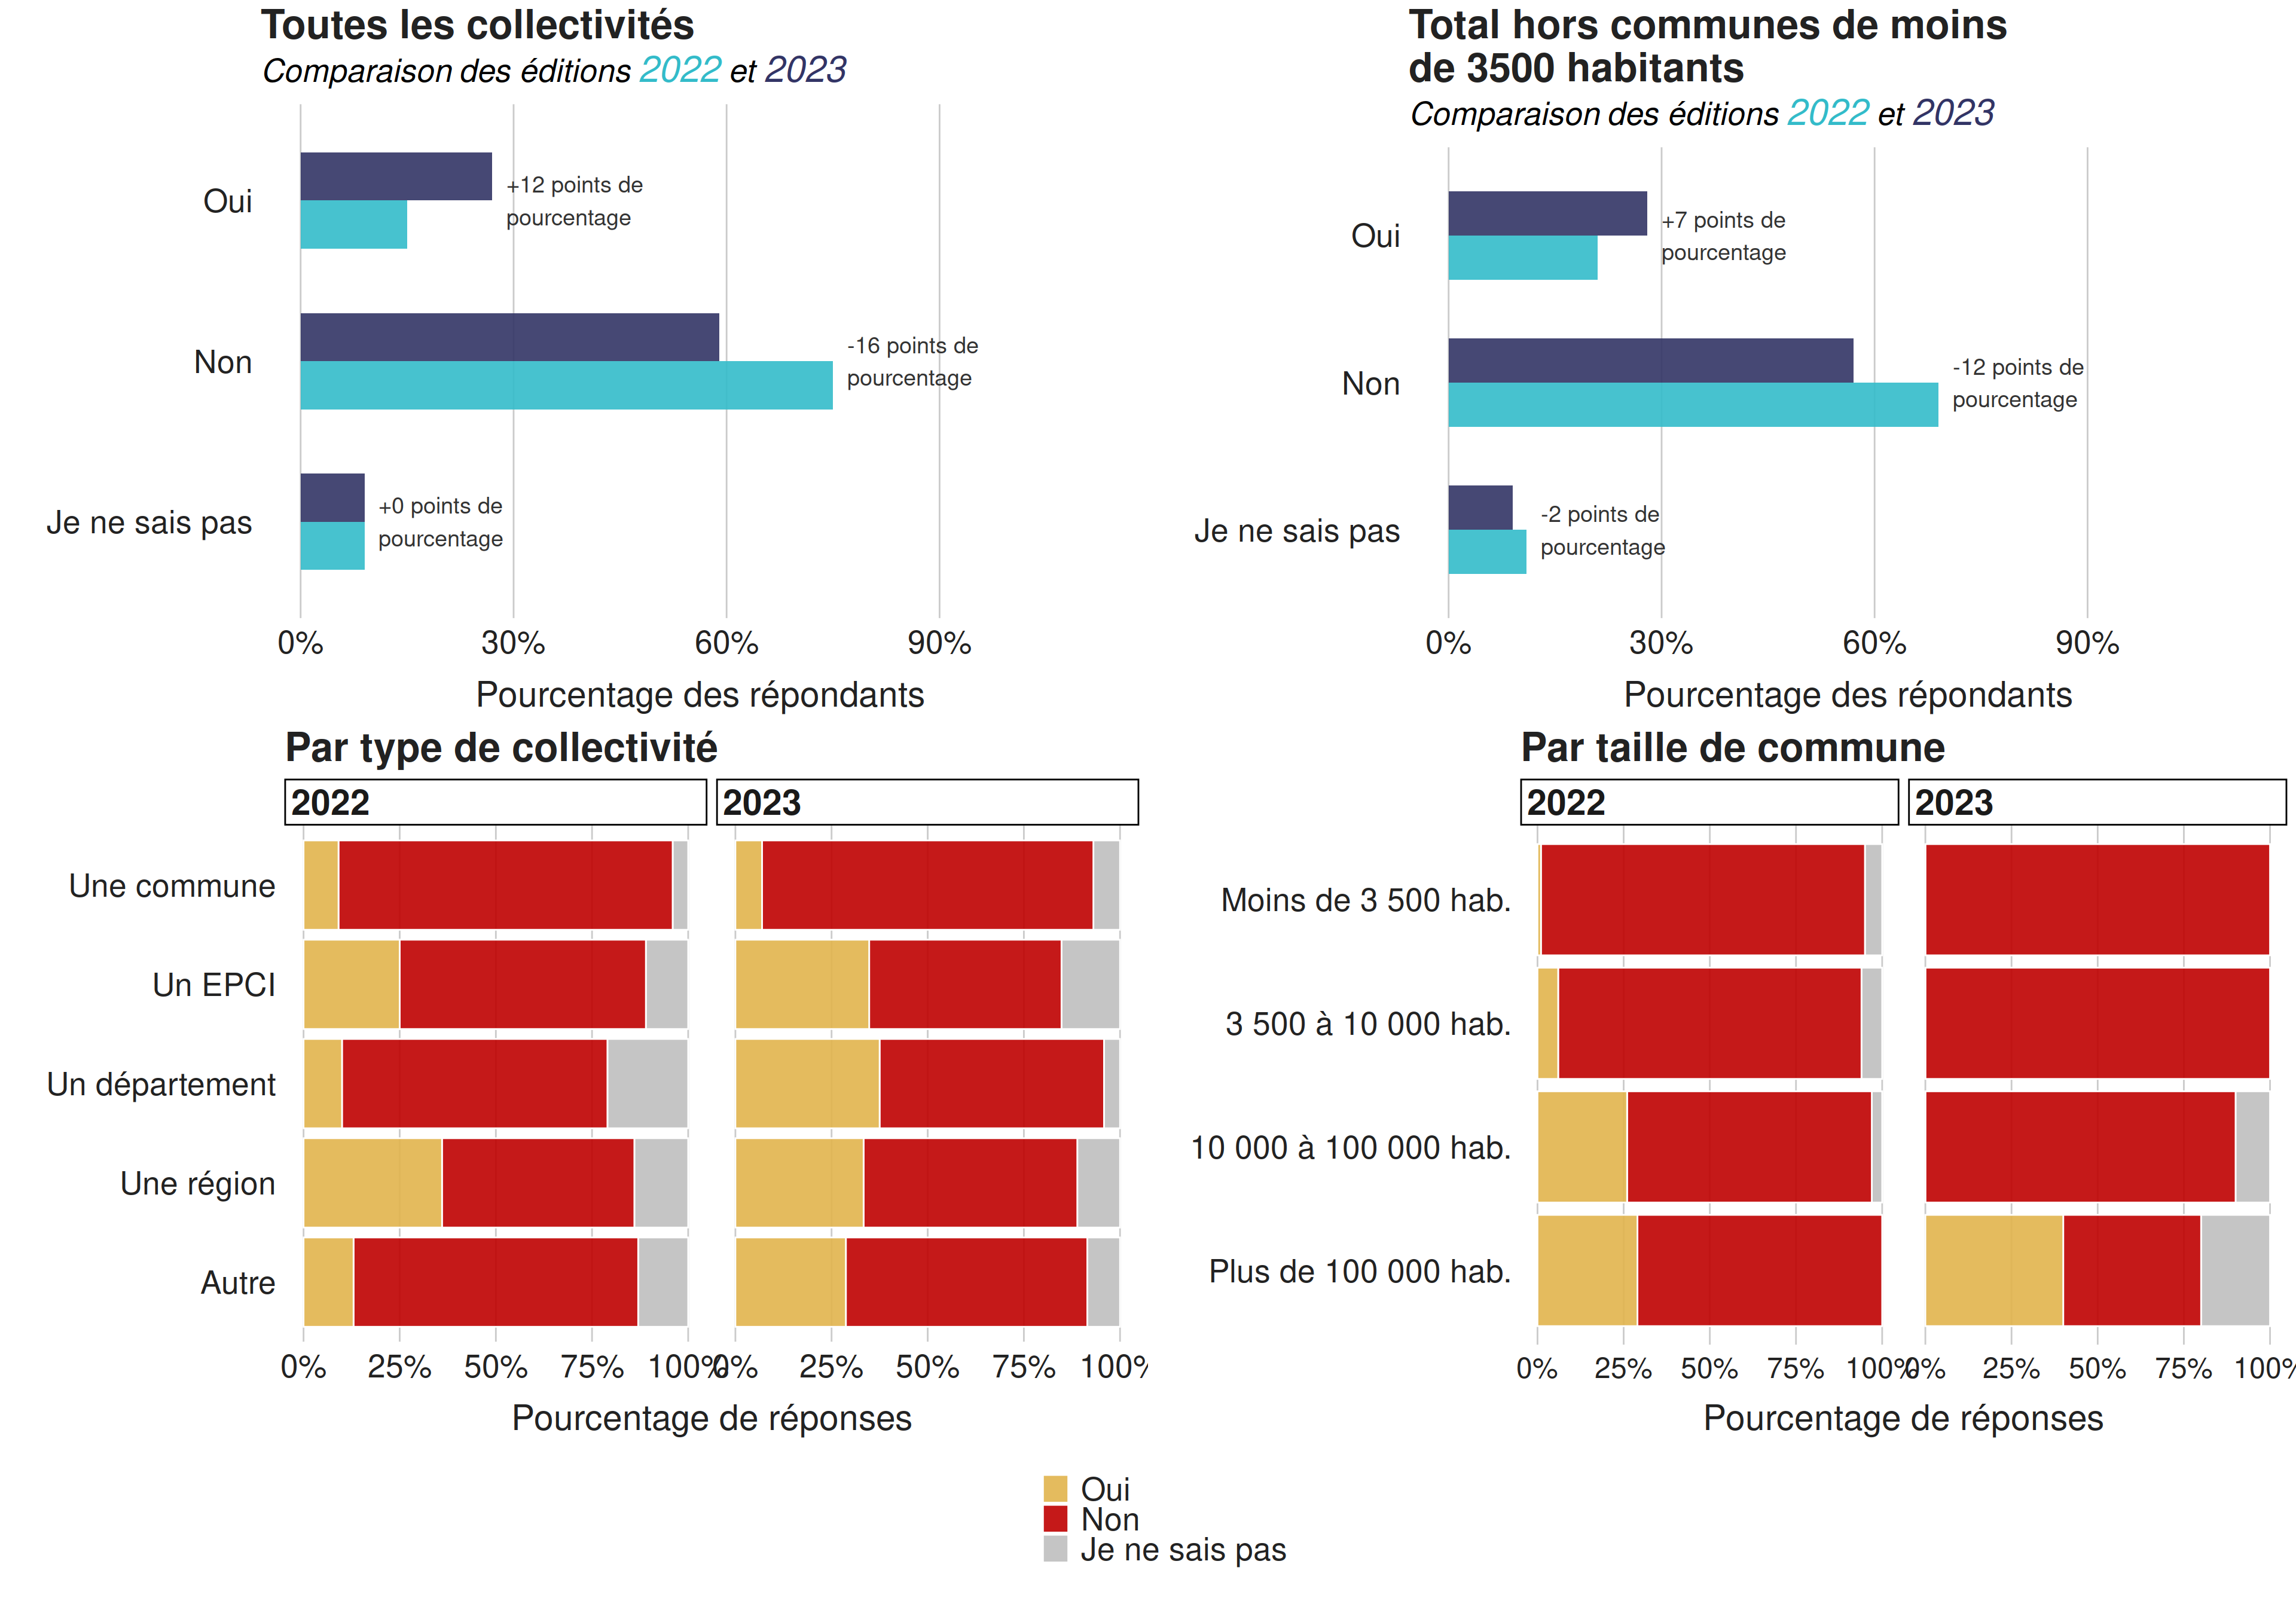 Toutes les collectivités
Comparaison des éditions 2022 et 2023
Oui
+12 points de
pourcentage
Non
-16 points de
pourcentage
Je ne sais pas
+0 points de
pourcentage
0% 30% 60% 90%
Pourcentage des répondants
Total hors communes de moins
de 3500 habitants
Comparaison des éditions 2022 et 2023
Oui
+7 points de
pourcentage
Non
-12 points de
pourcentage
Je ne sais pas
-2 points de
pourcentage
0% 30% 60% 90%
Pourcentage des répondants
Par type de collectivité
2022 2023
Une commune
Un EPCI
Un département
Une région
Autre
0% 25% 50% 75% 100% 0% 25% 50% 75% 100%
Pourcentage de réponses
Par taille de commune
2022 2023
Moins de 3 500 hab.
3 500 à 10 000 hab.
10 000 à 100 000 hab.
Plus de 100 000 hab.
0% 25% 50% 75% 100% 0% 25% 50% 75% 100%
Pourcentage de réponses
Oui
Non
Je ne sais pas